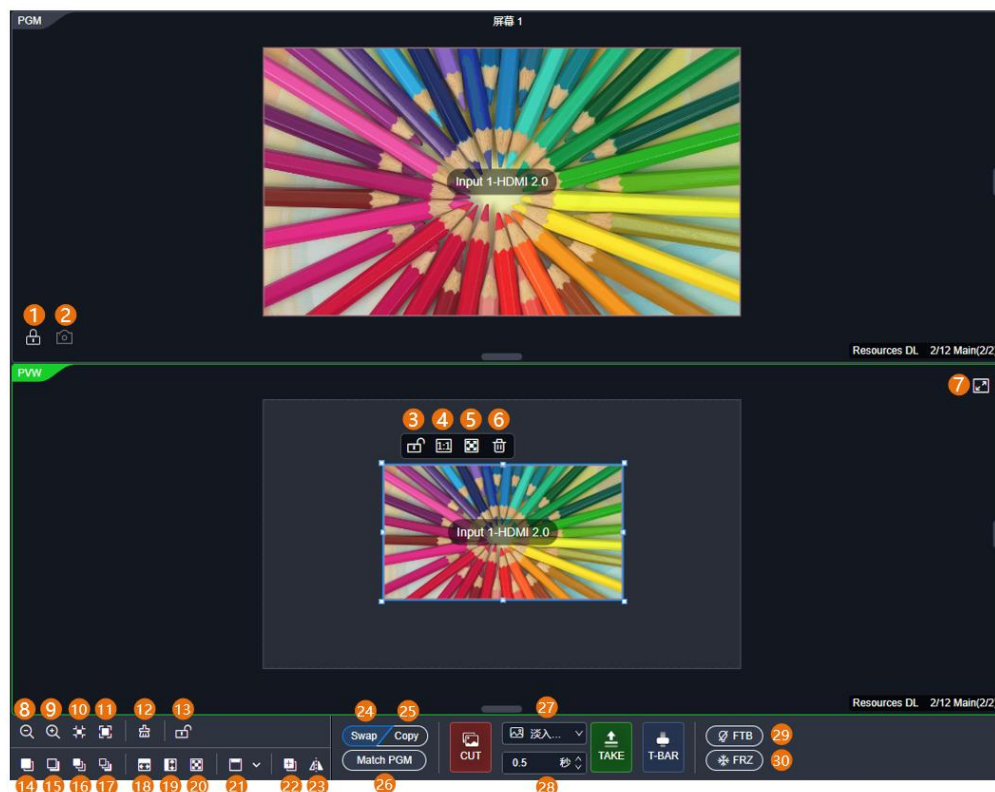 PGM
屏幕 1
Input 1-HDMI 2.0
1 2
Resources DL 2/12 Main(2/2)
PVW
7
3 4 5 6
1:1
Input 1-HDMI 2.0
Resources DL 2/12 Main(2/2)
8 9 10 11 12 13
24 25 27
Swap Copy
淡入...
CUT
TAKE
T-BAR
FTB 29
Match PGM
0.5 秒
FRZ 30
14 15 16 17 18 19 20 21 22 23 26 28